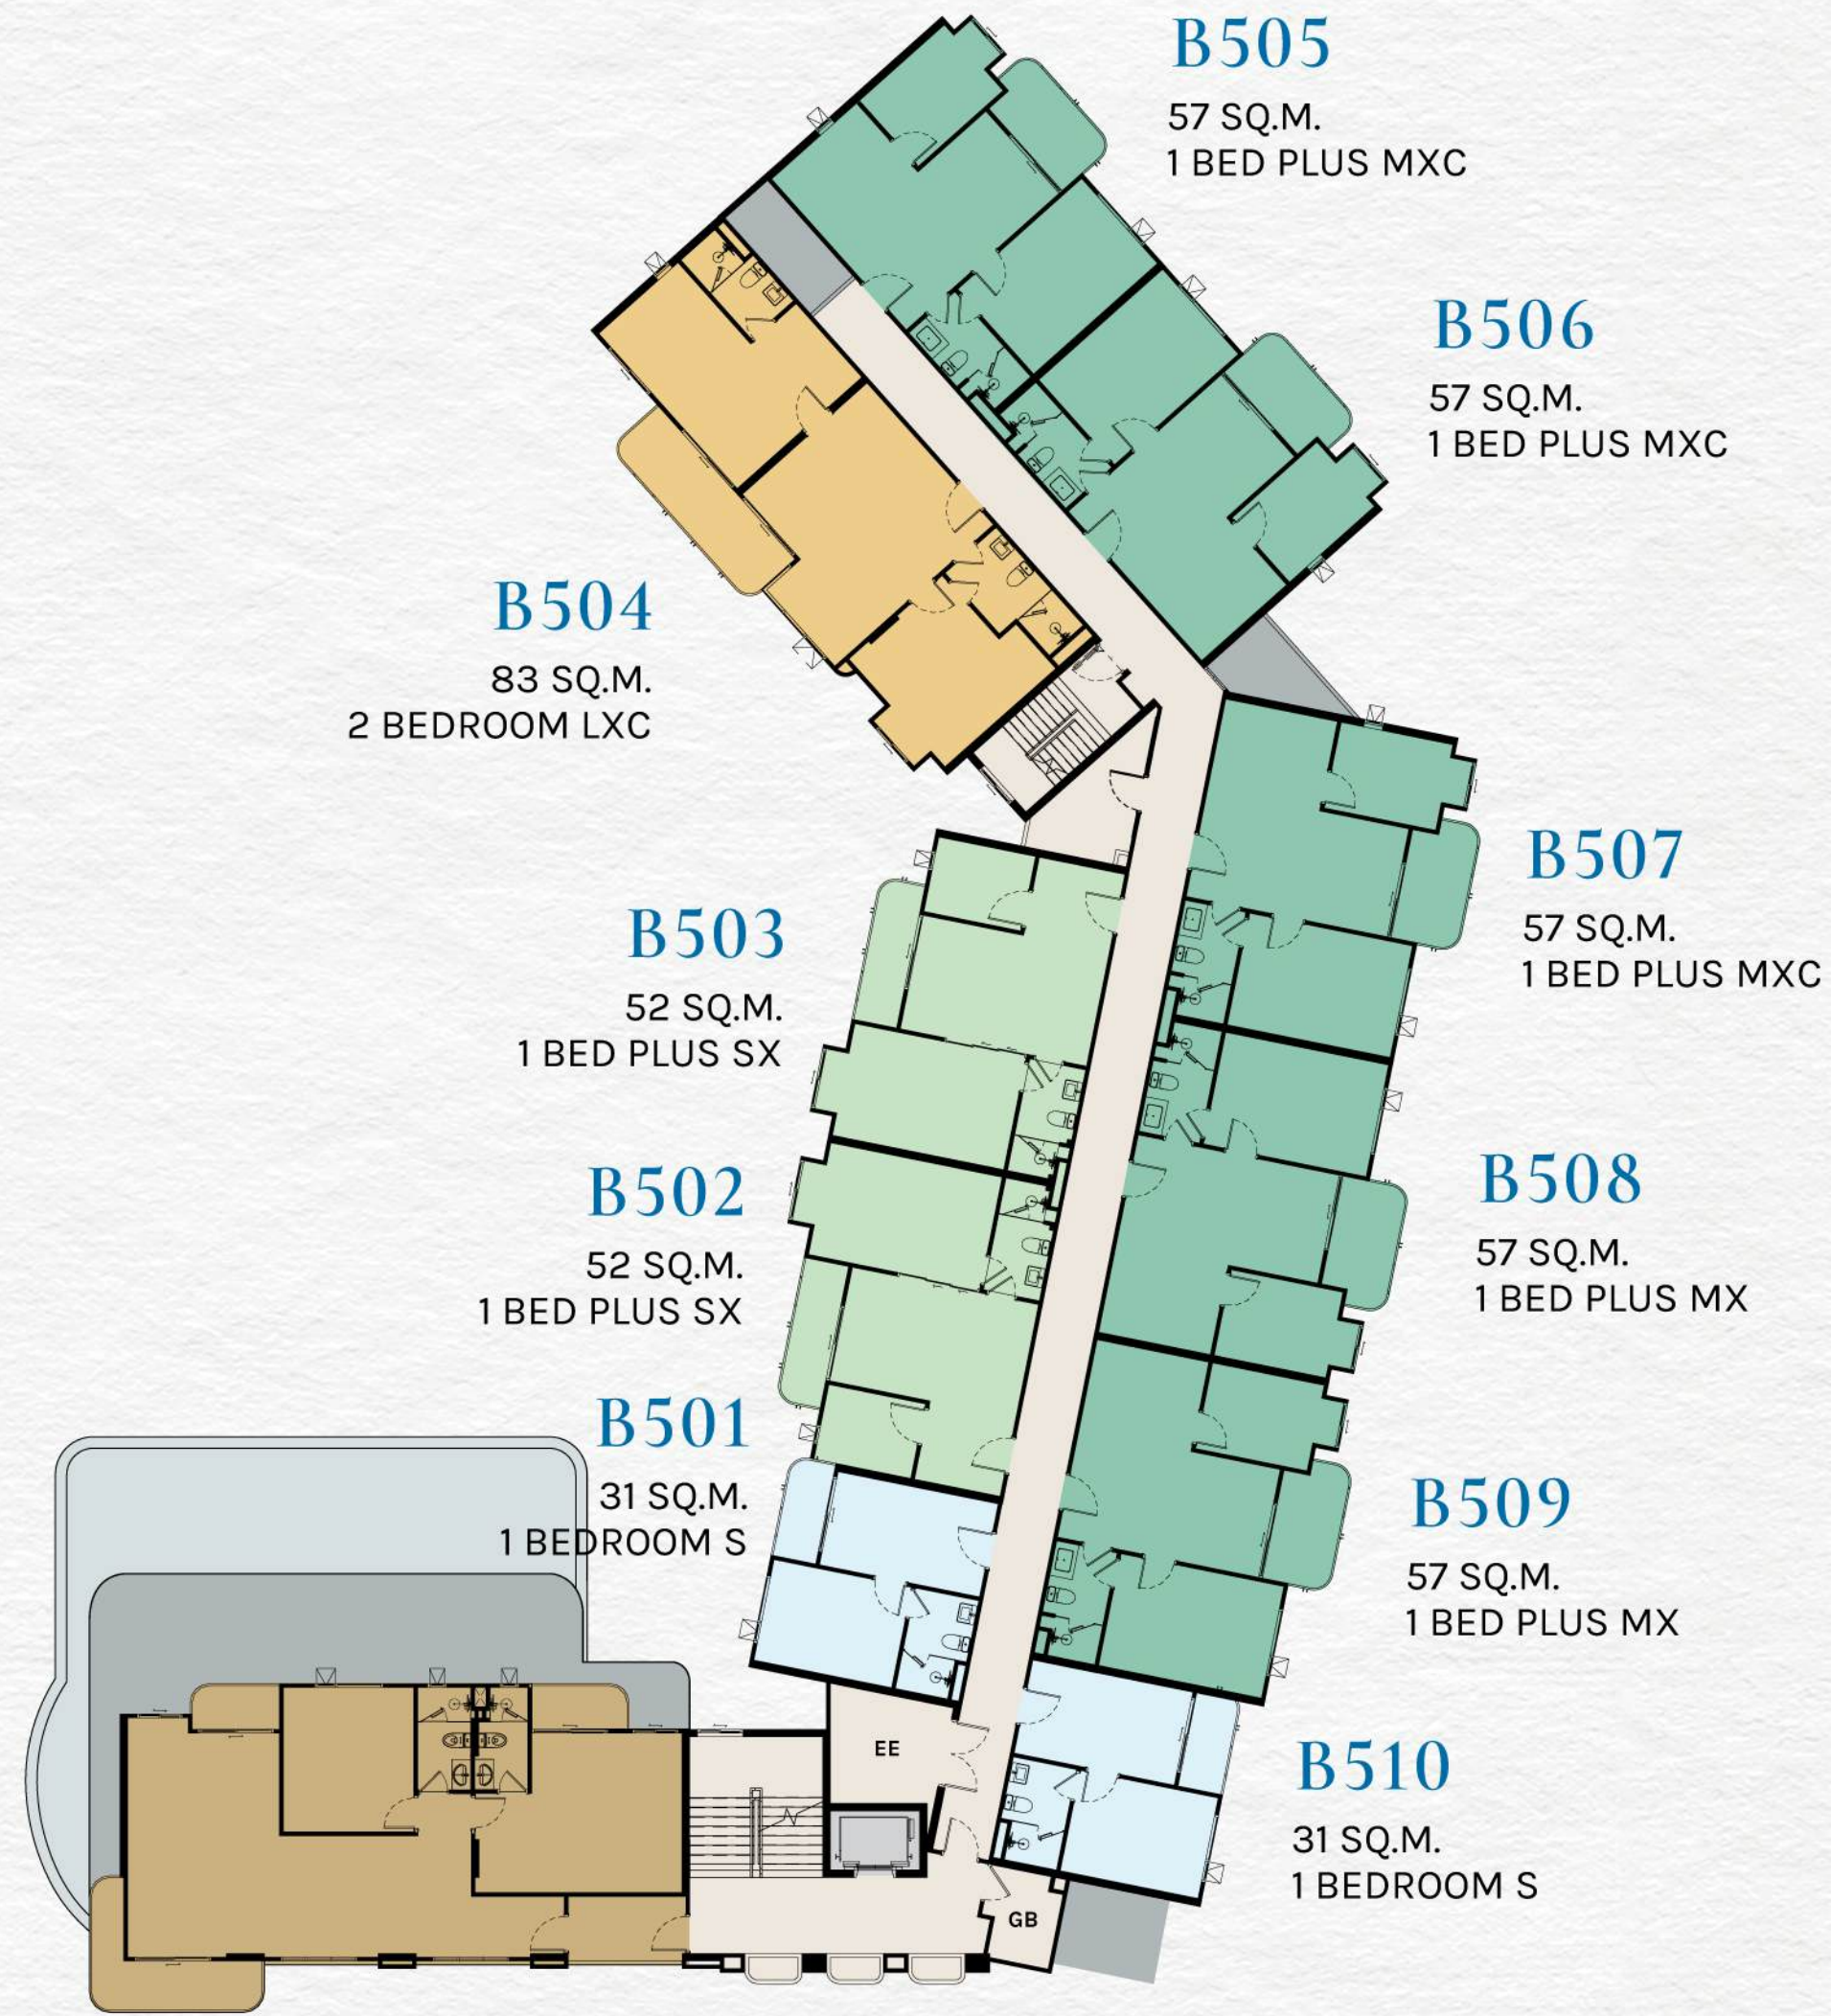 B505
57 SQ.M.
1 BED PLUS MXC
B506
57 SQ.M.
1 BED PLUS MXC
B504
83 SQ.M.
2 BEDROOM LXC
B507
57 SQ.M.
1 BED PLUS MXC
B503
52 SQ.M.
1 BED PLUS SX
B502
52 SQ.M.
1 BED PLUS SX
B508
57 SQ.M.
1 BED PLUS MX
B501
31 SQ.M.
1 BEDROOM S
B509
57 SQ.M.
1 BED PLUS MX
EE
B510
31 SQ.M.
1 BEDROOM S
GB